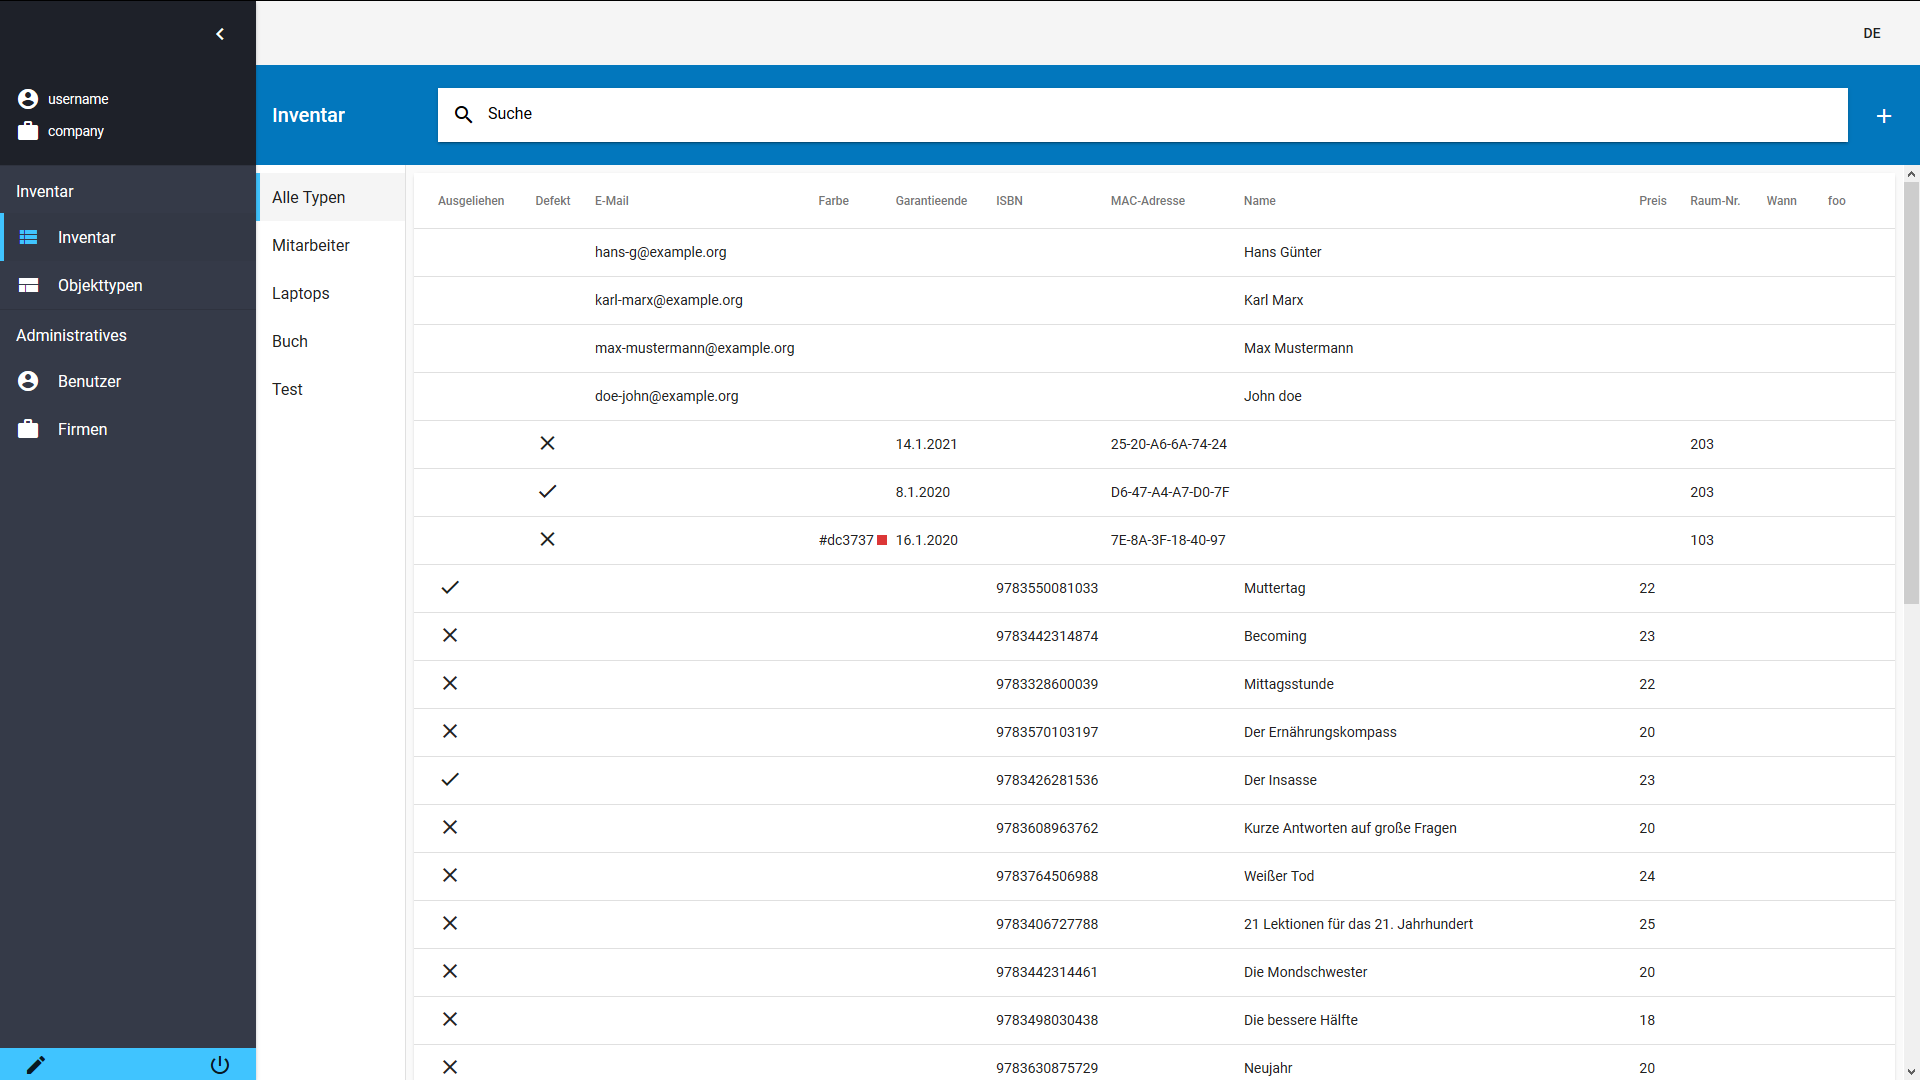 DE
username
company
Inventar
Inventar
Objekttypen
Administratives
Benutzer
Firmen
Inventar
Suche
Alle Typen
Mitarbeiter
Laptops
Buch
Test
Ausgeliehen Defekt E-Mail Farbe Garantieende ISBN MAC-Adresse Name Preis Raum-Nr. Wann foo
hans-g@example.org Hans Günter
karl-marx@example.org Karl Marx
max-mustermann@example.org Max Mustermann
doe-john@example.org John doe
14.1.2021 25-20-A6-6A-74-24 203
8.1.2020 D6-47-A4-A7-D0-7F 203
#dc3737 16.1.2020 7E-8A-3F-18-40-97 103
9783550081033 Muttertag 22
9783442314874 Becoming 23
9783328600039 Mittagsstunde 22
9783570103197 Der Ernährungskompass 20
9783426281536 Der Insasse 23
9783608963762 Kurze Antworten auf große Fragen 20
9783764506988 Weißer Tod 24
9783406727788 21 Lektionen für das 21. Jahrhundert 25
9783442314461 Die Mondschwester 20
9783498030438 Die bessere Hälfte 18
9783630875729 Neujahr 20